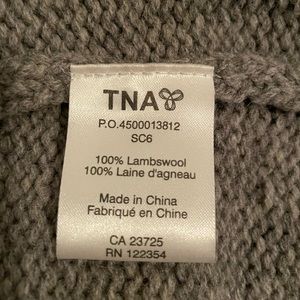 TNA
P.O.4500013812
SC6
100% Lambswool
100% Laine d'agneau
Made in China
Fabriqué en Chine
CA 23725
RN 122354